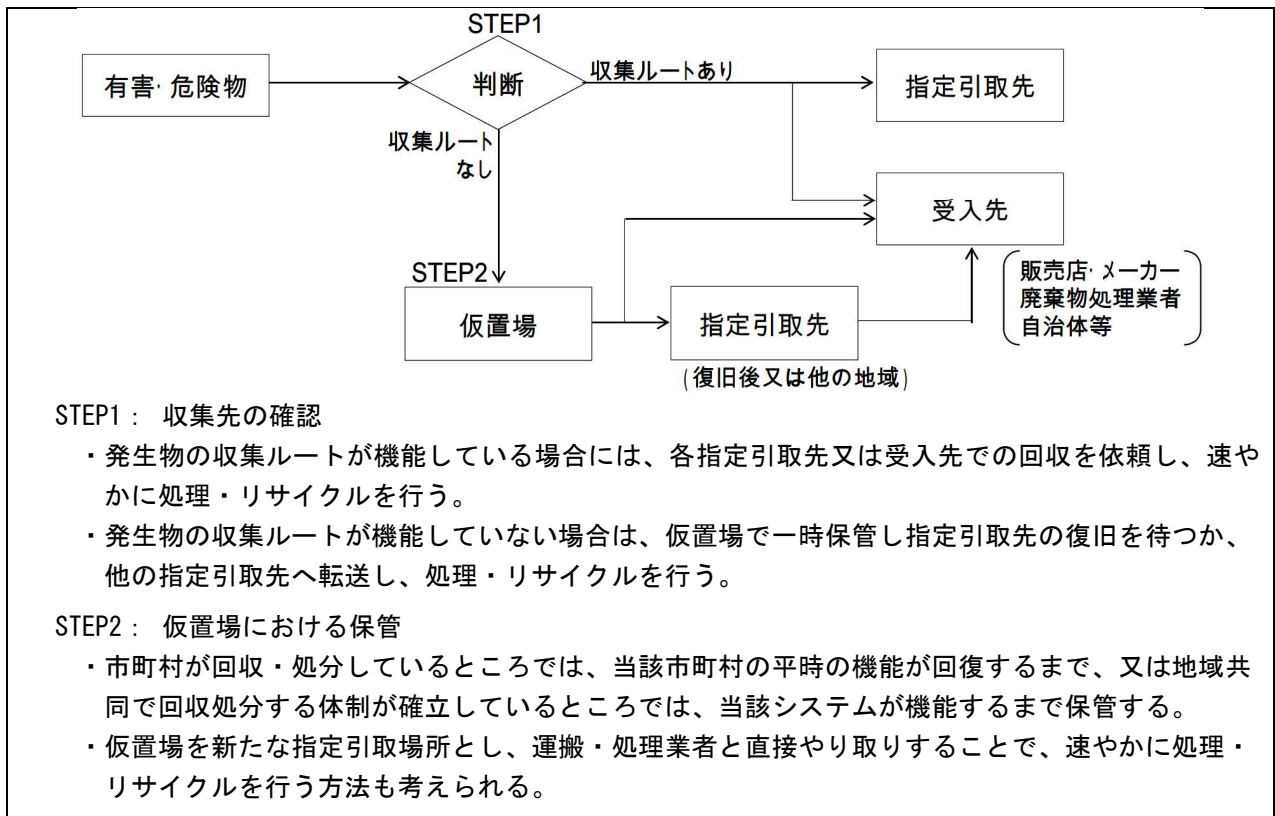 STEP1
有害・危険物
判断
収集ルートあり
指定引取先
収集ルート
なし
受入先
STEP2
仮置場
指定引取先
(復旧後又は他の地域)
販売店・メーカー
廃棄物処理業者
自治体等
STEP1： 収集先の確認
・発生物の収集ルートが機能している場合には、各指定引取先又は受入先での回収を依頼し、速や
かに処理・リサイクルを行う。
・発生物の収集ルートが機能していない場合は、仮置場で一時保管し指定引取先の復旧を待つか、
他の指定引取先へ転送し、処理・リサイクルを行う。
STEP2： 仮置場における保管
・市町村が回収・処分しているところでは、当該市町村の平時の機能が回復するまで、又は地域共
同で回収処分する体制が確立しているところでは、当該システムが機能するまで保管する。
・仮置場を新たな指定引取場所とし、運搬・処理業者と直接やり取りすることで、速やかに処理・
リサイクルを行う方法も考えられる。